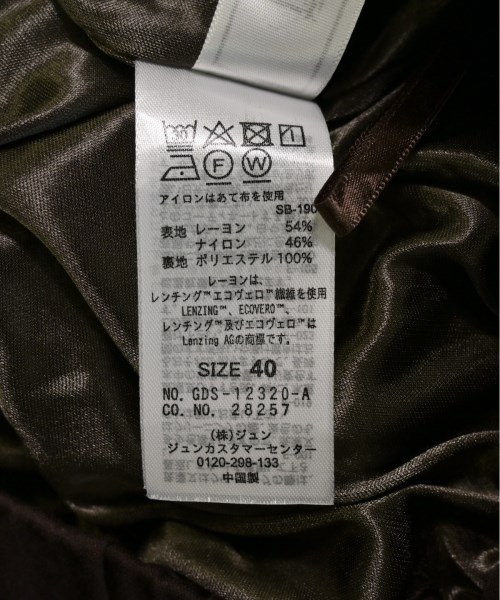 F W
アイロンはあて布を使用
SB-190
表地 レーヨン 54%
ナイロン 46%
裏地 ポリエステル 100%
レーヨンは、
レンチング™エコヴェロ™繊維を使用
LENZING™、ECOVERO™、
レンチング™及びエコヴェロ™は
Lenzing AGの商標です。
SIZE 40
NO. GDS-12320-A
CO. NO. 28257
(株)ジュン
ジュンカスタマーセンター
0120-298-133
中国製